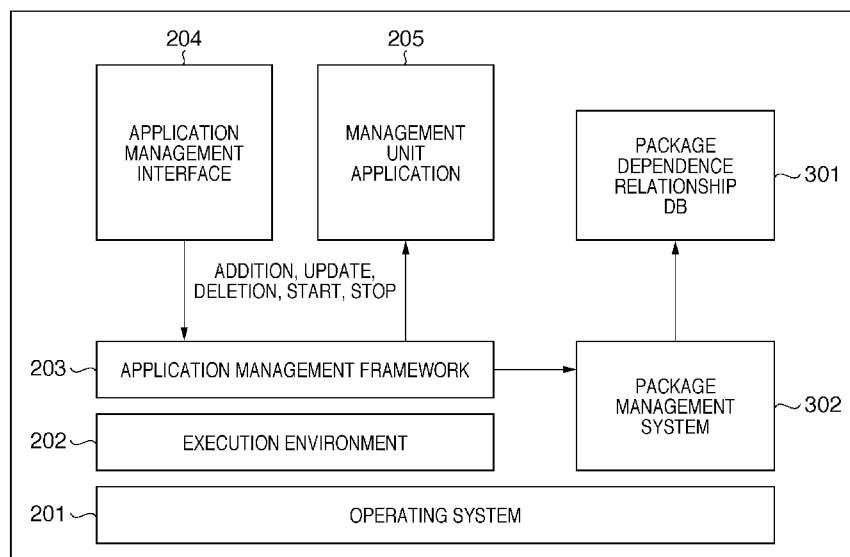 204
205
APPLICATION
MANAGEMENT
INTERFACE
MANAGEMENT
UNIT
APPLICATION
PACKAGE
DEPENDENCE
RELATIONSHIP
DB
301
ADDITION, UPDATE,
DELETION, START, STOP
203
APPLICATION MANAGEMENT FRAMEWORK
PACKAGE
MANAGEMENT
SYSTEM
302
202
EXECUTION ENVIRONMENT
201
OPERATING SYSTEM